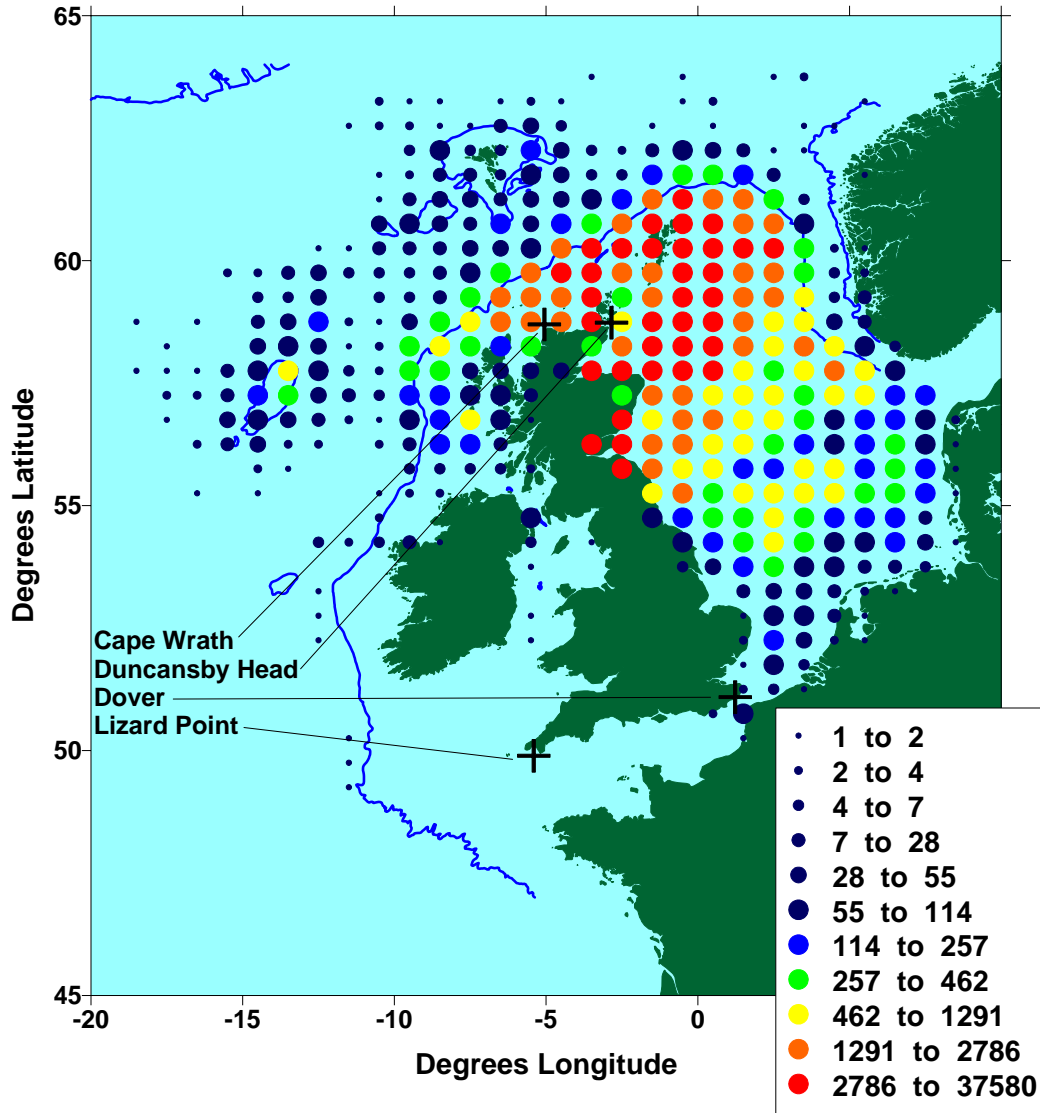 65
60
55
50
45
Degrees Latitude
Cape Wrath
Duncansby Head
Dover
Lizard Point
-20 -15 -10 -5 0
Degrees Longitude
1 to 2
2 to 4
4 to 7
7 to 28
28 to 55
55 to 114
114 to 257
257 to 462
462 to 1291
1291 to 2786
2786 to 37580